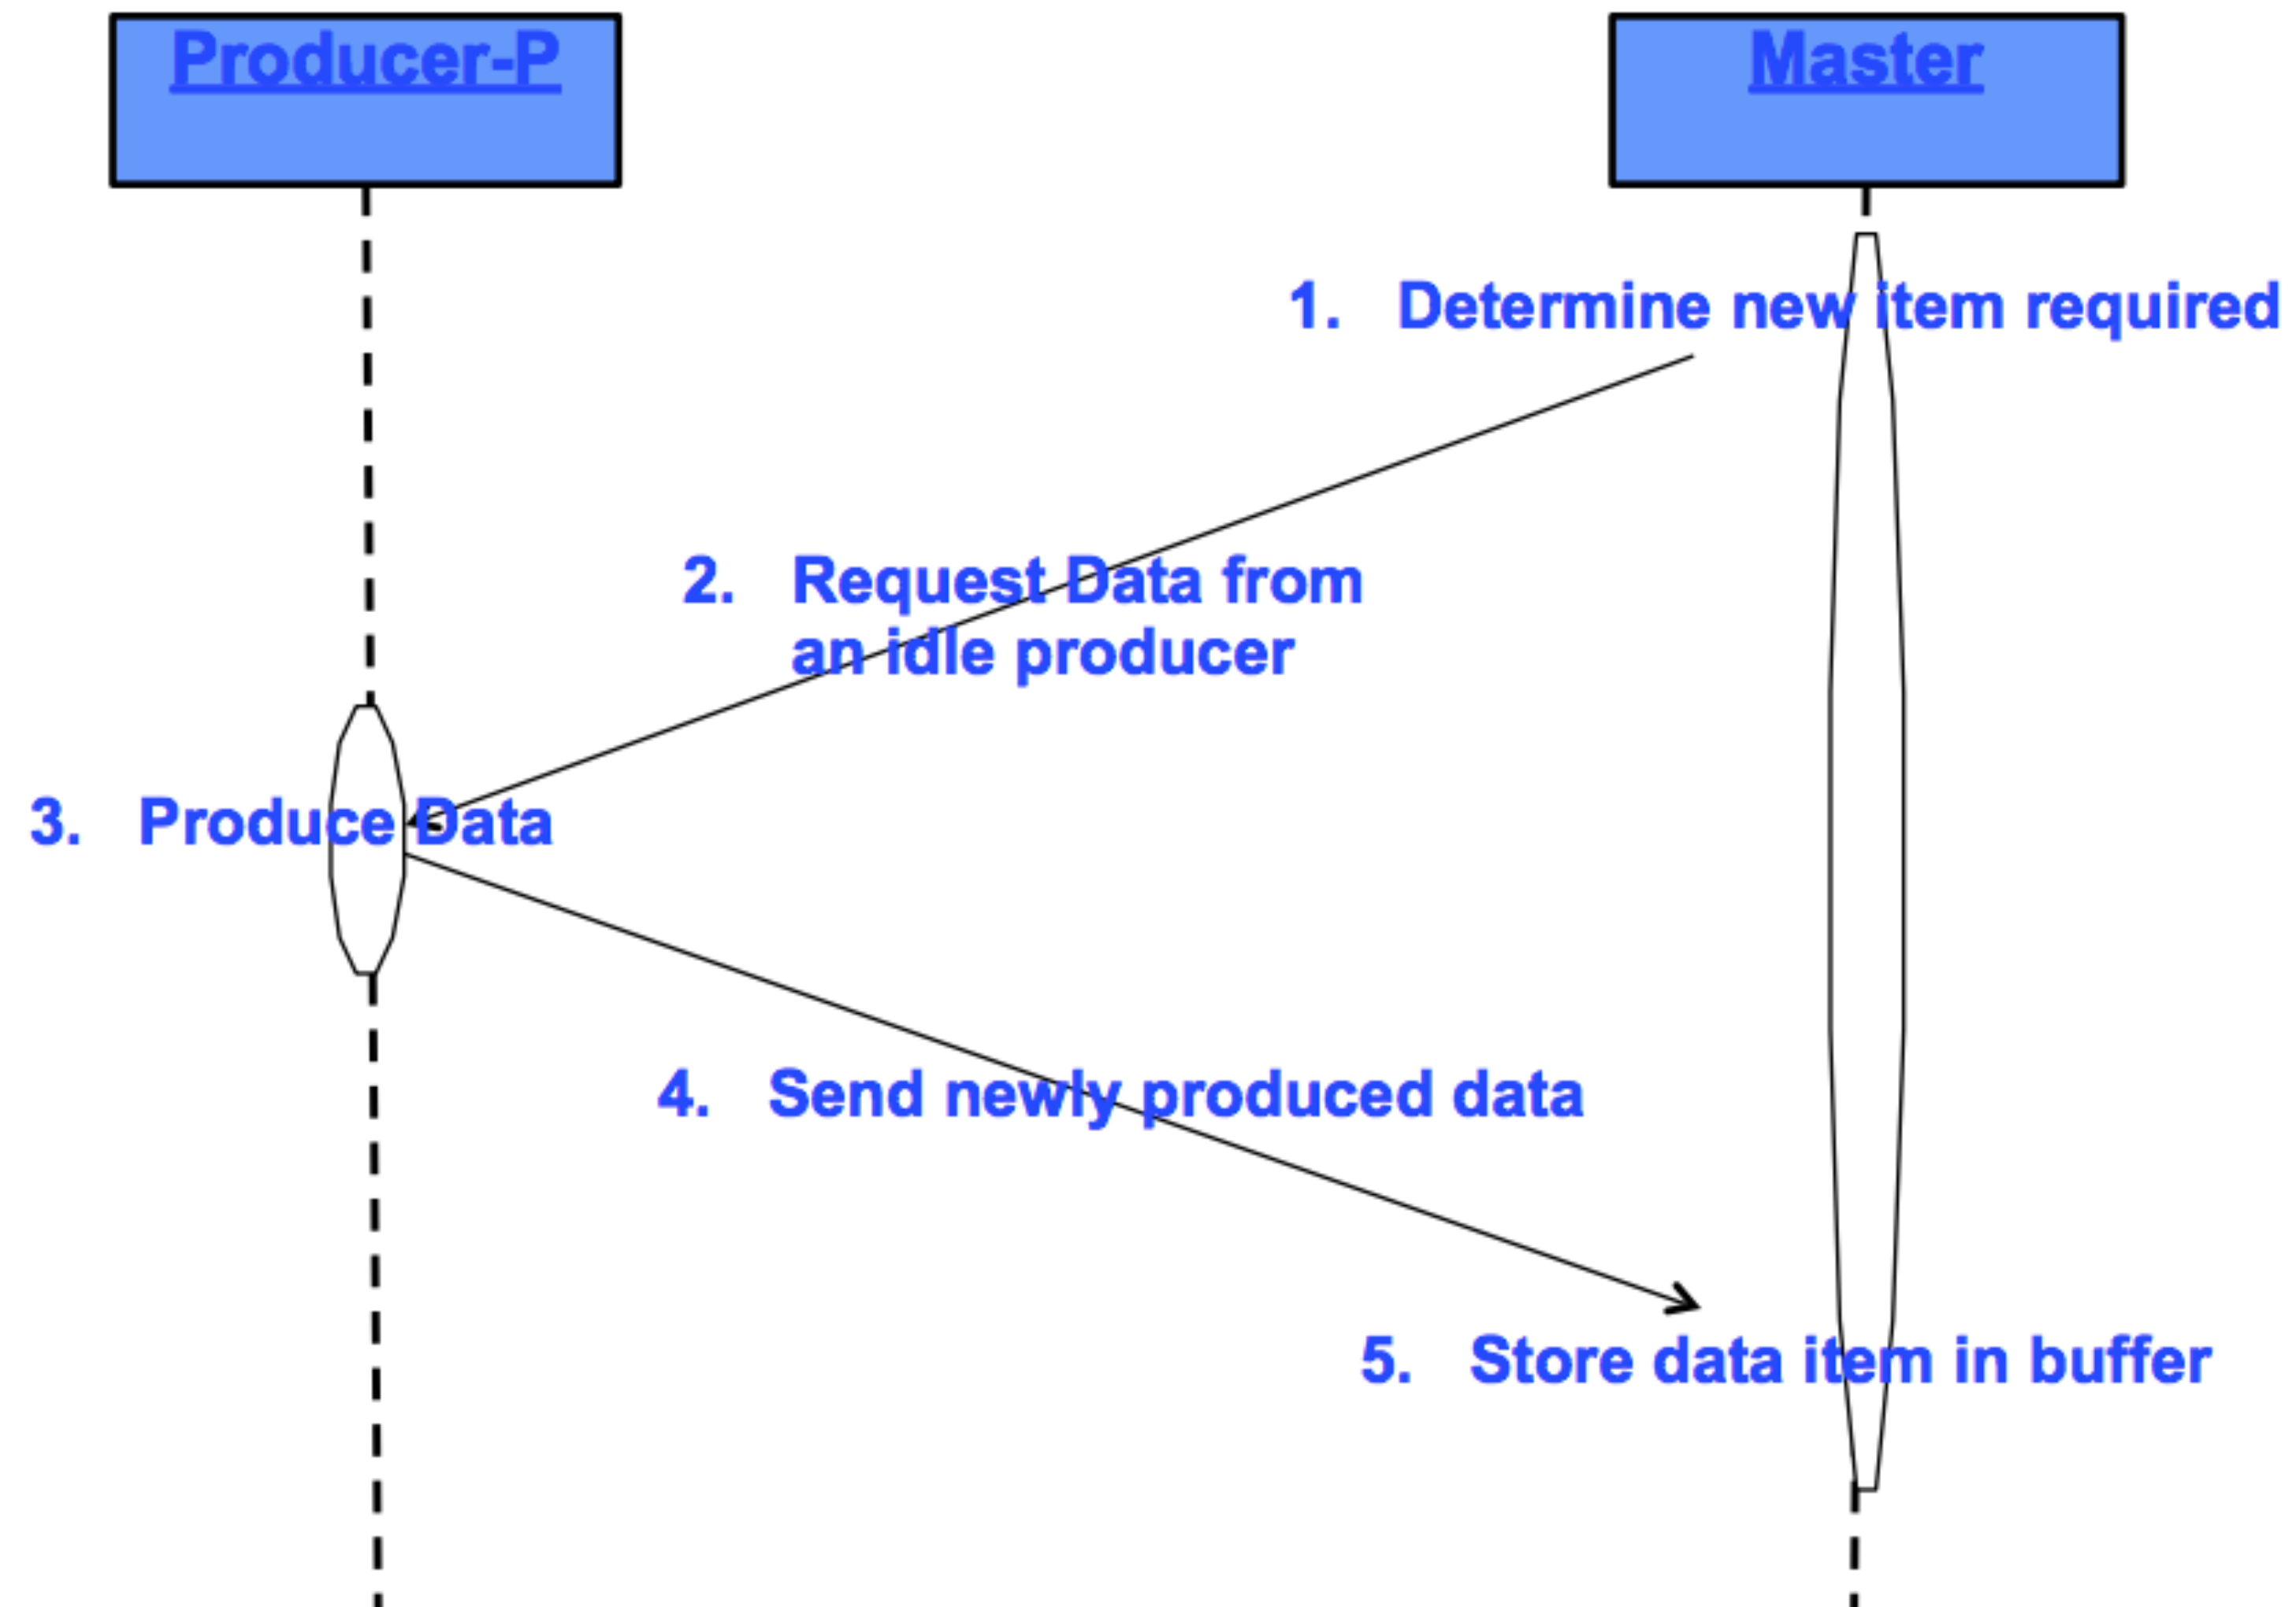 Producer-P
Master
1. Determine new item required
2. Request Data from
an idle producer
3. Produce Data
4. Send newly produced data
5. Store data item in buffer